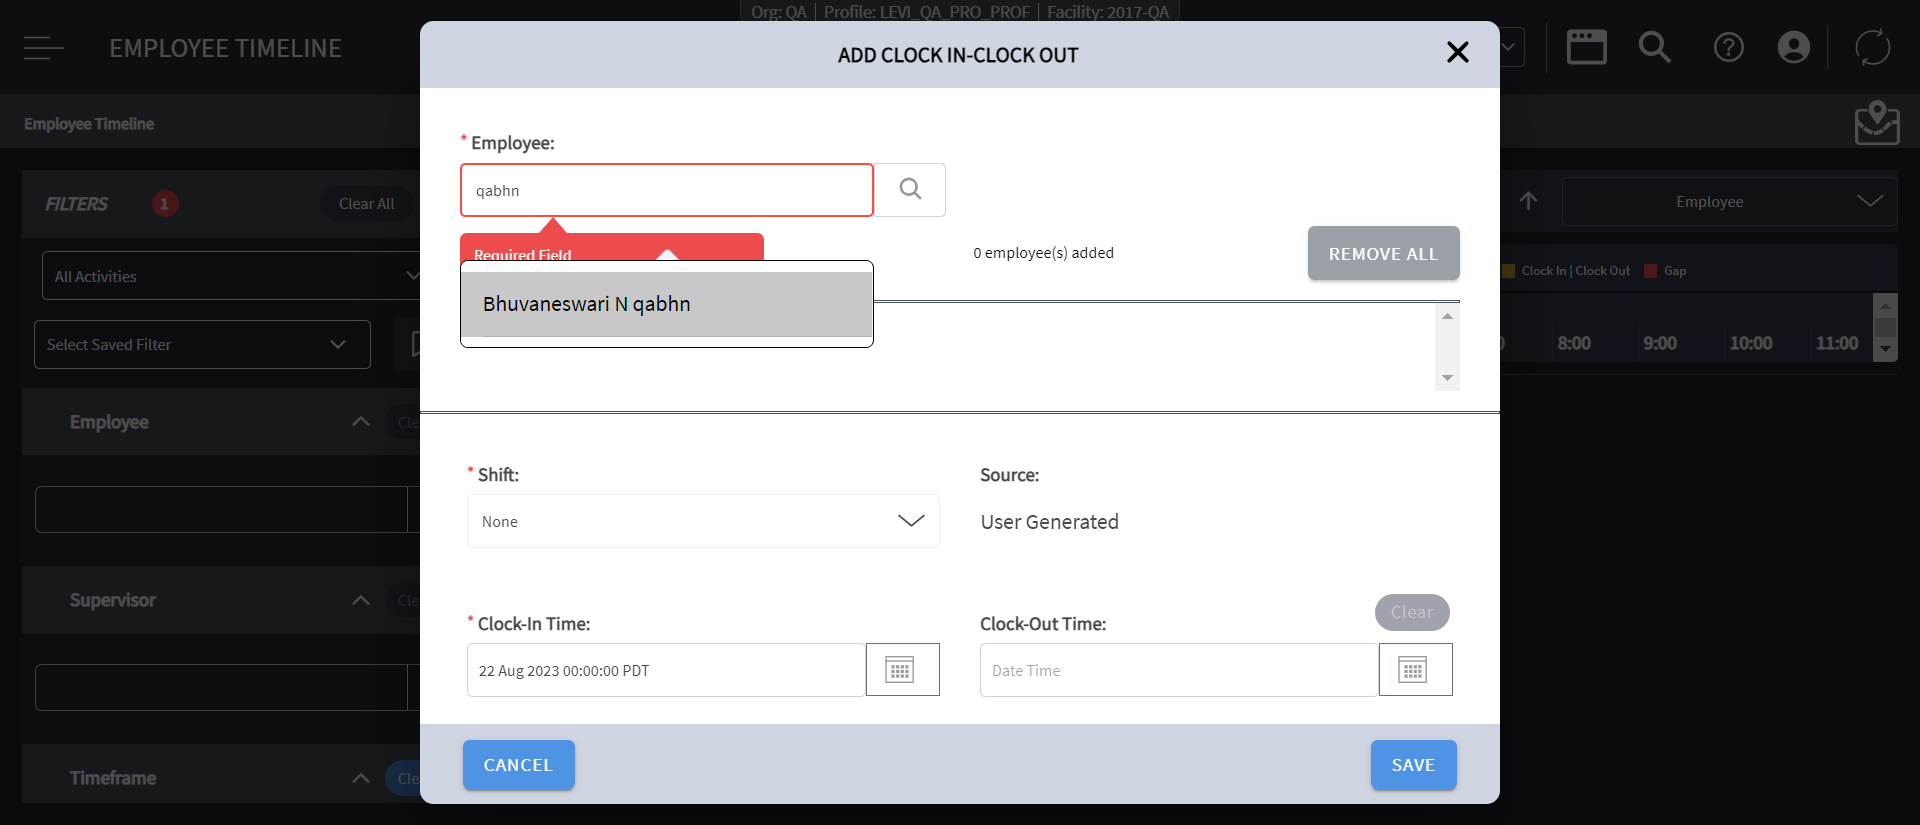 Org: QA | Profile: LEVI_QA_PRO_PROF | Facility: 2017-QA
EMPLOYEE TIMELINE
ADD CLOCK IN-CLOCK OUT
Employee Timeline
* Employee:
qabhn
FILTERS
1
Clear All
Employee
Required Field
0 employee(s) added
REMOVE ALL
All Activities
Clock In | Clock Out
Gap
Bhuvaneswari N qabhn
Select Saved Filter
8:00
9:00
10:00
11:00
Employee
* Shift:
None
Source:
User Generated
Supervisor
* Clock-In Time:
22 Aug 2023 00:00:00 PDT
Clock-Out Time:
Clear
Date Time
Timeframe
CANCEL
SAVE